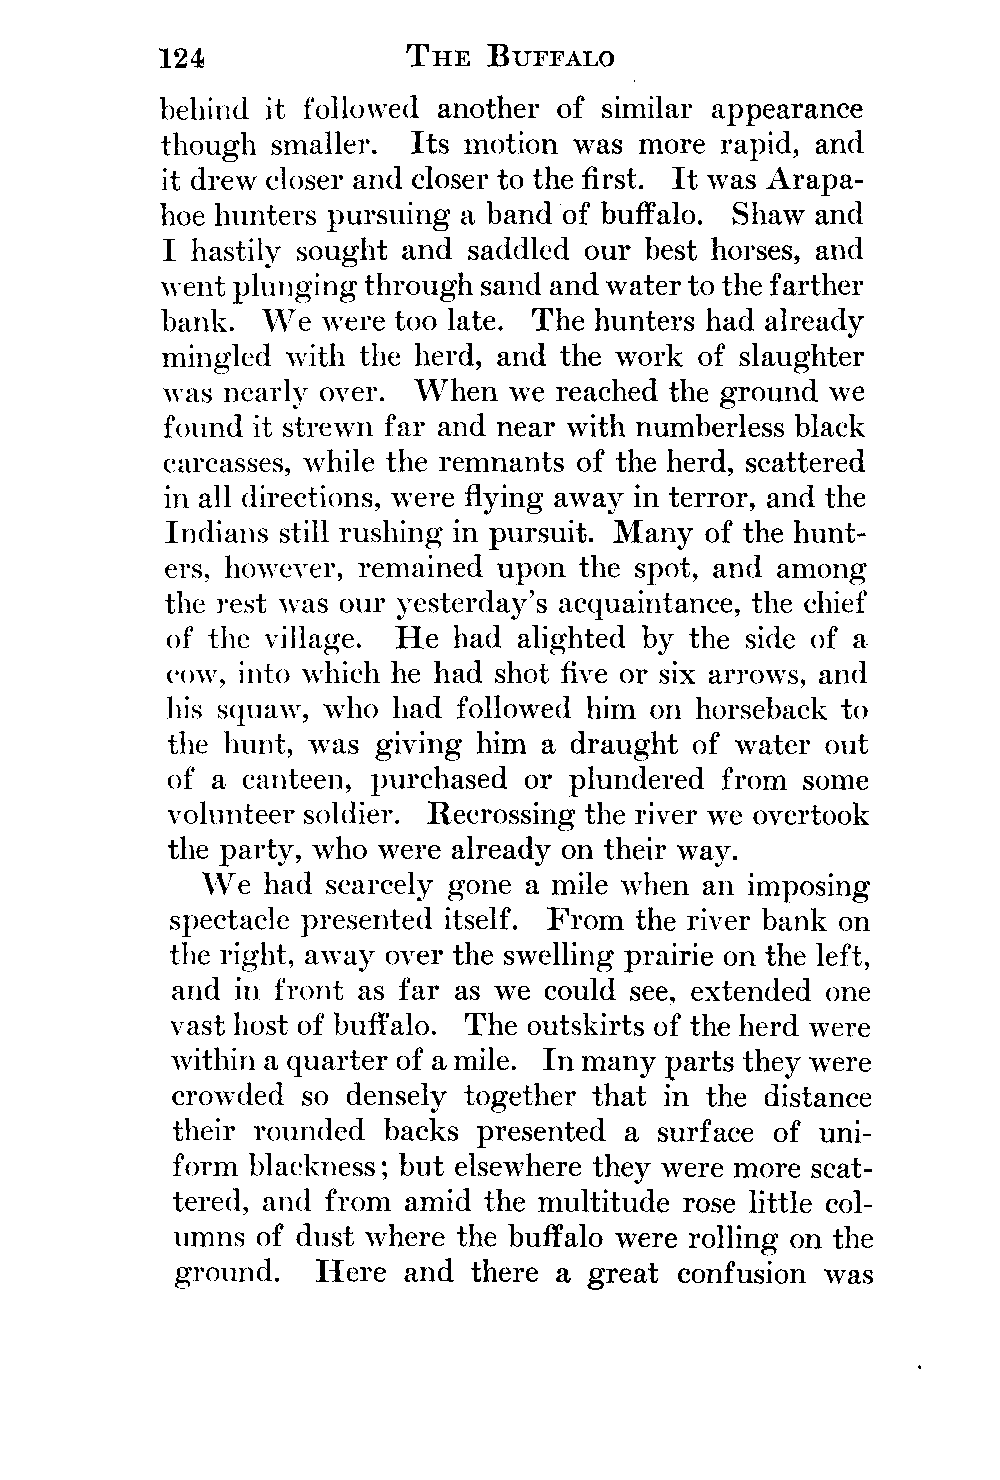 124 THE BUFFALO
behind it followed another of similar appearance
though smaller. Its motion was more rapid, and
it drew closer and closer to the first. It was Arapa-
hoe hunters pursuing a band of buffalo. Shaw and
I hastily sought and saddled our best horses, and
went plunging through sand and water to the farther
bank. We were too late. The hunters had already
mingled with the herd, and the work of slaughter
was nearly over. When we reached the ground we
found it strewn far and near with numberless black
carcasses, while the remnants of the herd, scattered
in all directions, were flying away in terror, and the
Indians still rushing in pursuit. Many of the hunt-
ers, however, remained upon the spot, and among
the rest was our yesterday's acquaintance, the chief
of the village. He had alighted by the side of a
cow, into which he had shot five or six arrows, and
his squaw, who had followed him on horseback to
the hunt, was giving him a draught of water out
of a canteen, purchased or plundered from some
volunteer soldier. Recrossing the river we overtook
the party, who were already on their way.
We had scarcely gone a mile when an imposing
spectacle presented itself. From the river bank on
the right, away over the swelling prairie on the left,
and in front as far as we could see, extended one
vast host of buffalo. The outskirts of the herd were
within a quarter of a mile. In many parts they were
crowded so densely together that in the distance
their rounded backs presented a surface of uni-
form blackness; but elsewhere they were more scat-
tered, and from amid the multitude rose little col-
umns of dust where the buffalo were rolling on the
ground. Here and there a great confusion was